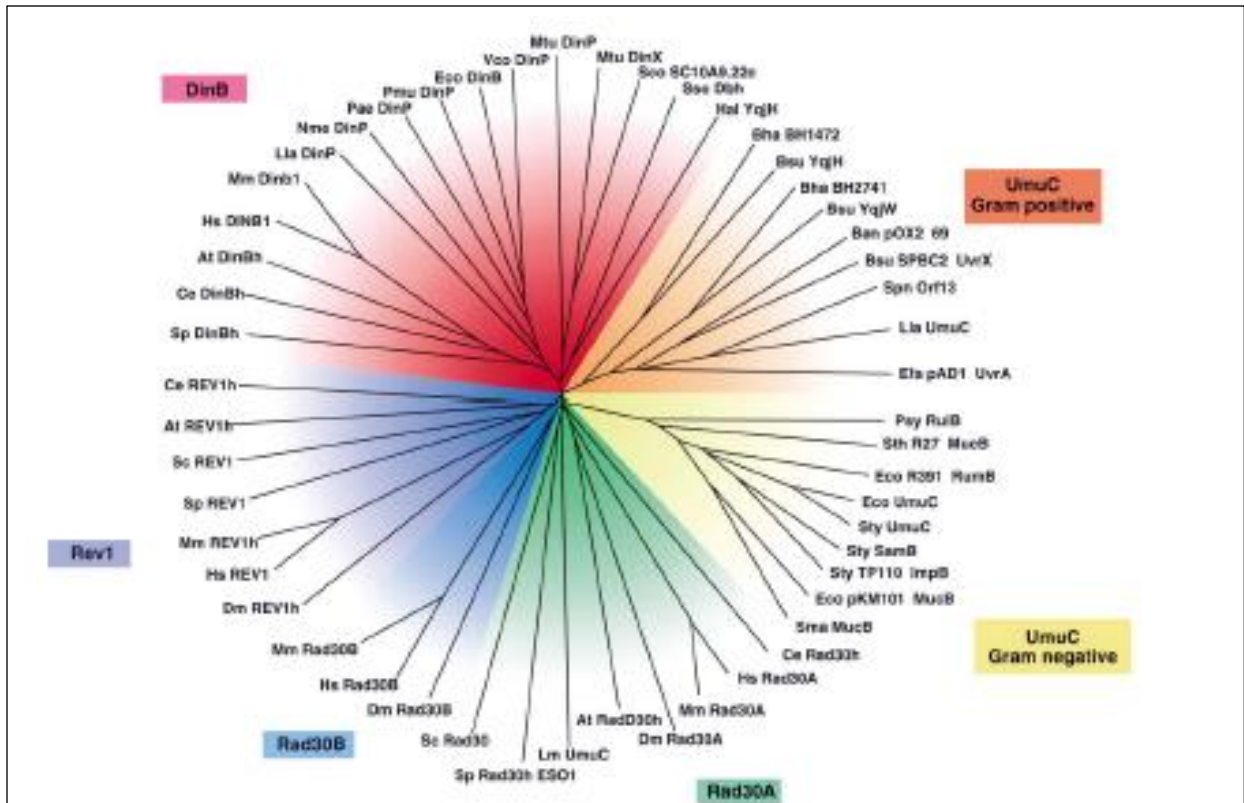 DinB
Mtu DinP
Vco DinP
Eco DinB
Pmu DinP
Pae DinP
Nme DinP
Lla DinP
Mm Dinb1
Hs DINB1
At DinBh
Ce DinBh
Sp DinBh
Mtu DinX
Sco SC10A9.22c
Sso Dbh
Hal YqjH
Bha BH1472
Bsu YqjH
Bha BH2741
Bsu YqjW
Ban pOX2 69
Bsu SPBC2 UvrX
Spn Orf13
Lla UmuC
Efa pAD1 UvrA
UmuC
Gram positive
Psy RulB
Sth R27 MucB
Eco R391 RumB
Eco UmuC
Sty UmuC
Sty SamB
Sty TP110 ImpB
Eco pKM101 MucB
Sma MucB
UmuC
Gram negative
Ce Rad30h
Hs Rad30A
Mm Rad30A
Dm Rad30A
At RadD30h
Lm UmuC
Sp Rad30h ESO1
Sc Rad30
Rad30A
Dm Rad30B
Hs Rad30B
Mm Rad30B
Rad30B
Dm REV1h
Hs REV1
Mm REV1h
Sp REV1
Sc REV1
At REV1h
Ce REV1h
Rev1